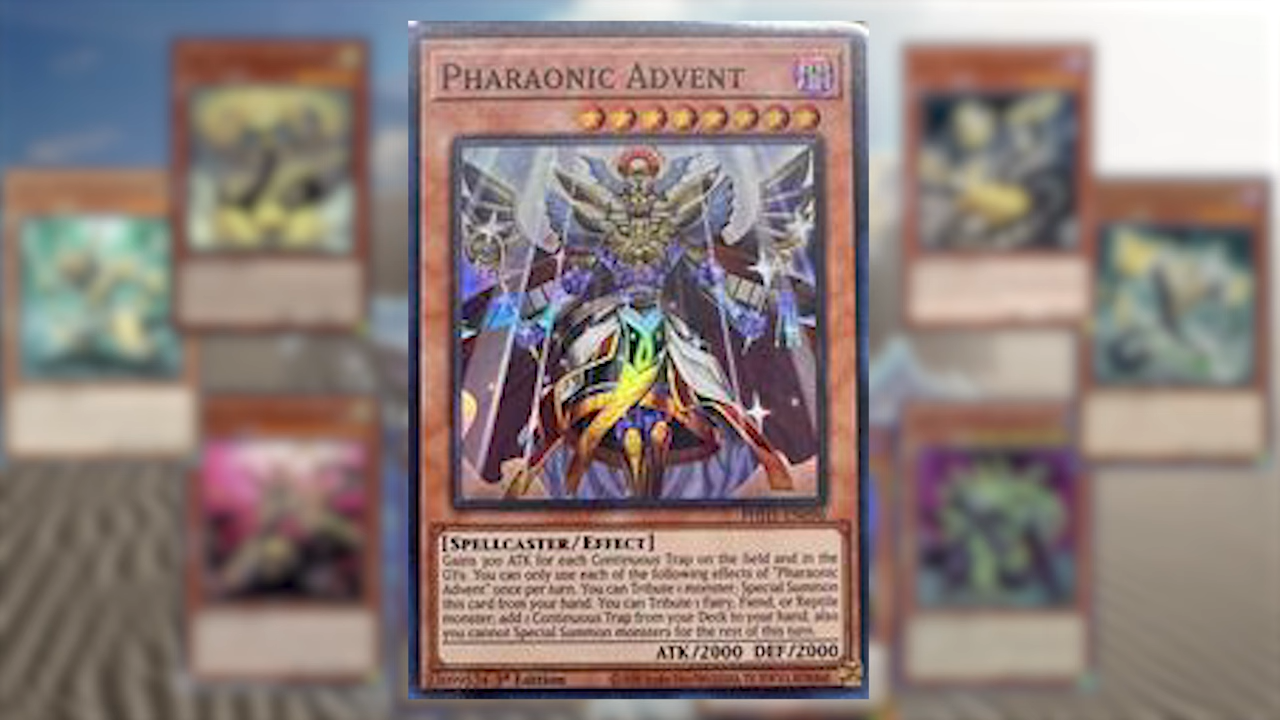 PHARAONIC ADVENT
[SPELLCASTER/EFFECT]
Gains 300 ATK for each Continuous Trap on the field and in the
GYs. You can only use each of the following effects of "Pharaonic
Advent" once per turn. You can Tribute 1 monster; Special Summon
this card from your hand. You can Tribute 1 Fairy, Fiend, or Reptile
monster; add 1 Continuous Trap from your Deck to your hand, also
you cannot Special Summon monsters for the rest of this turn.
ATK/2000 DEF/2000
1st Edition